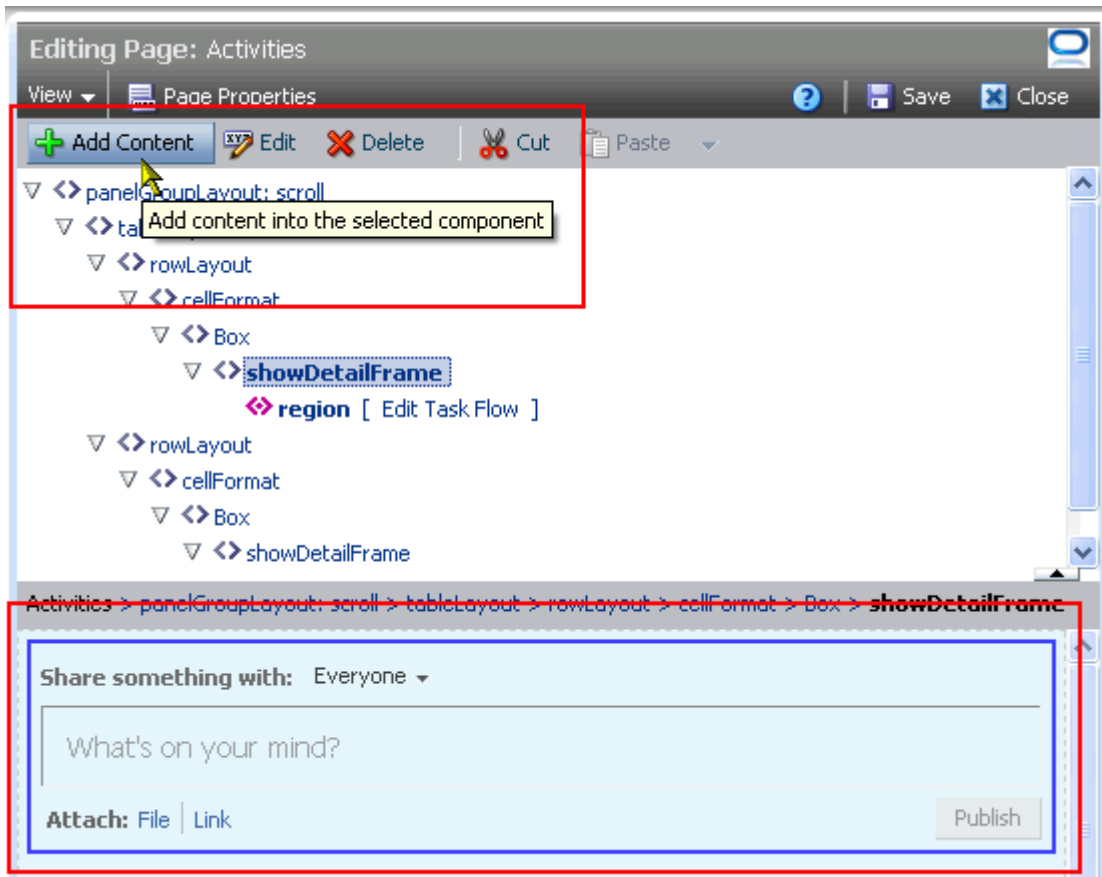 Editing Page: Activities
View Page Properties Save Close
Add Content Edit Delete Cut Paste
panelGroupLayout: scroll
Add content into the selected component
rowLayout
cellFormat
Box
showDetailFrame
region [ Edit Task Flow ]
rowLayout
cellFormat
Box
showDetailFrame
Activities > panelGroupLayout: scroll > tableLayout > rowLayout > cellFormat > Box > showDetailFrame
Share something with: Everyone
What's on your mind?
Attach: File Link Publish